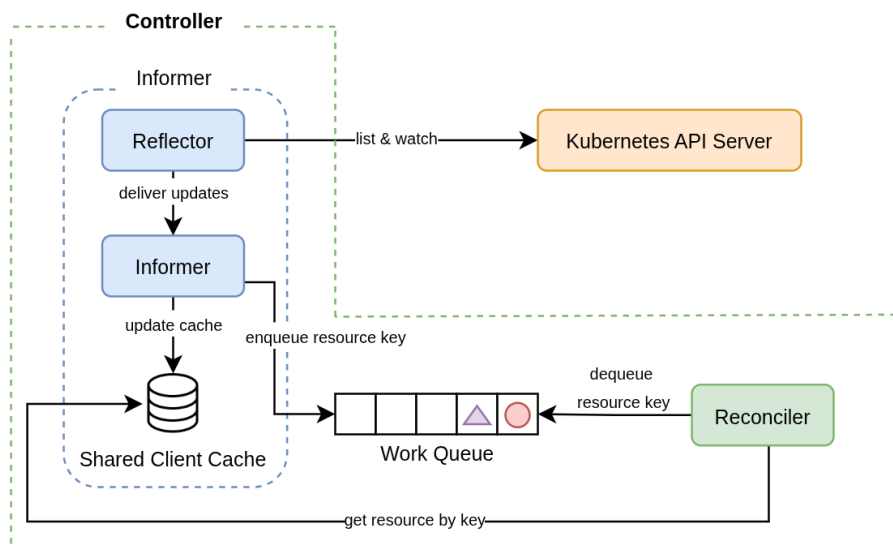 Controller
Informer
Reflector
list & watch
Kubernetes API Server
deliver updates
Informer
update cache
enqueue resource key
dequeue
resource key
Reconciler
Work Queue
Shared Client Cache
get resource by key